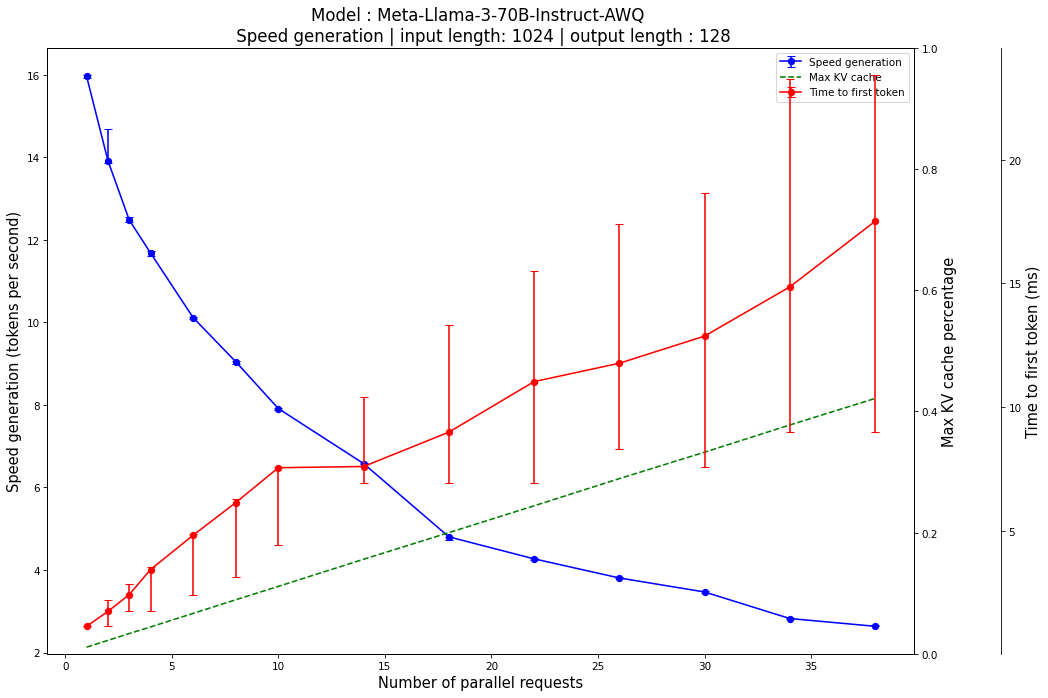 Model : Meta-Llama-3-70B-Instruct-AWQ
Speed generation | input length: 1024 | output length : 128
Speed generation
Max KV cache
Time to first token
Speed generation (tokens per second)
16
14
12
10
8
6
4
2
0
5
10
15
20
25
30
35
Number of parallel requests
1.0
0.8
0.6
0.4
0.2
0.0
Max KV cache percentage
20
15
10
5
Time to first token (ms)